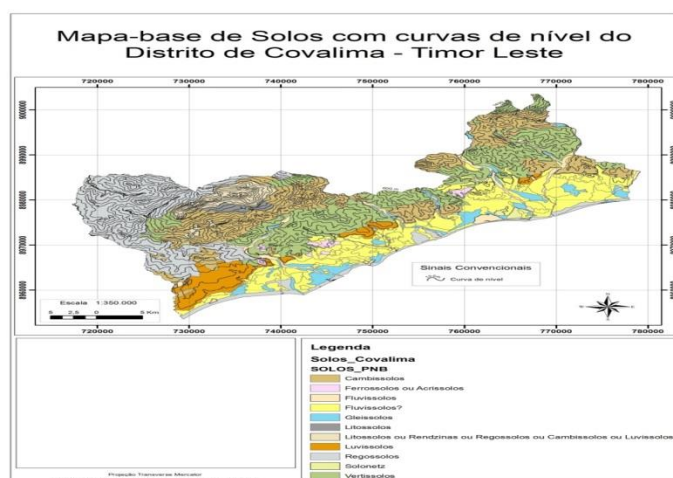 Mapa-base de Solos com curvas de nível do
Distrito de Covalima - Timor Leste
720000 730000 740000 750000 760000 770000 780000
Sinais Convencionais
Curva de nível
Escala 1:350.000
5 2,5 0 5 Km
720000 730000 740000 750000 760000 770000 780000
Legenda
Solos_Covalima
SOLOS_PNB
Cambissolos
Ferrossolos ou Acrissolos
Fluvissolos
Fluvissolos?
Gleissolos
Litossolos
Litossolos ou Rendzinas ou Regossolos ou Cambissolos ou Luvissolos
Luvissolos
Regossolos
Solonetz
Vertissolos
Projeção Transverse Mercator